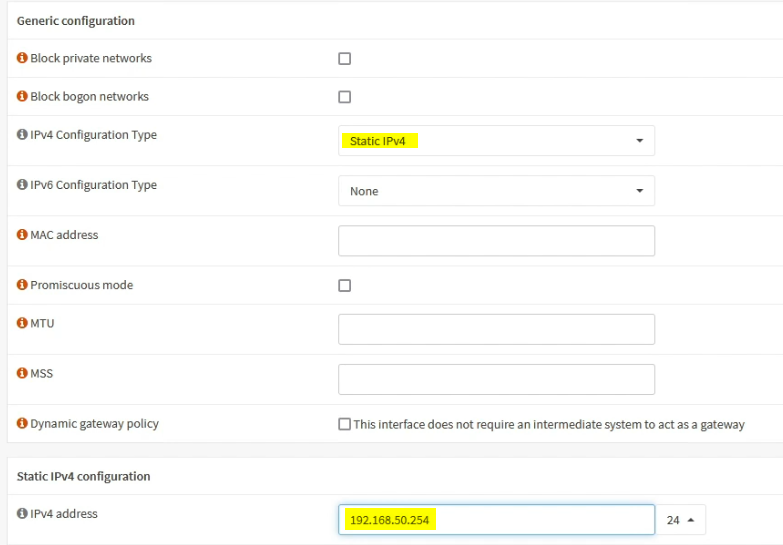 Generic configuration
Block private networks
Block bogon networks
IPv4 Configuration Type
Static IPv4
IPv6 Configuration Type
None
MAC address
Promiscuous mode
MTU
MSS
Dynamic gateway policy
This interface does not require an intermediate system to act as a gateway
Static IPv4 configuration
IPv4 address
192.168.50.254
24